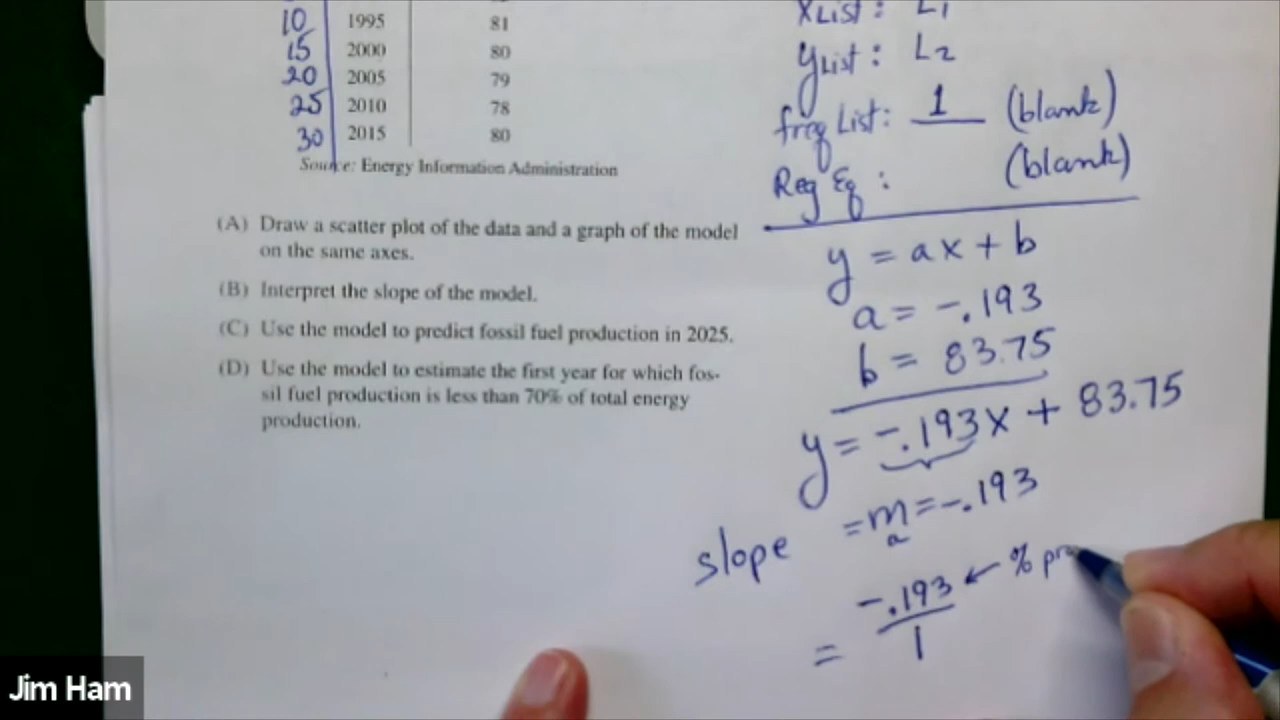 10 1995 81
15 2000 80
20 2005 79
25 2010 78
30 2015 80
Source: Energy Information Administration
(A) Draw a scatter plot of the data and a graph of the model
on the same axes.
(B) Interpret the slope of the model.
(C) Use the model to predict fossil fuel production in 2025.
(D) Use the model to estimate the first year for which fos-
sil fuel production is less than 70% of total energy
production.
XList: L1
YList: L2
freq List: 1 (blank)
Reg Eq: (blank)
y = ax + b
a = -.193
b = 83.75
y = -.193x + 83.75
slope = m = -.193
a
= -.193 ← % pr
1
Jim Ham